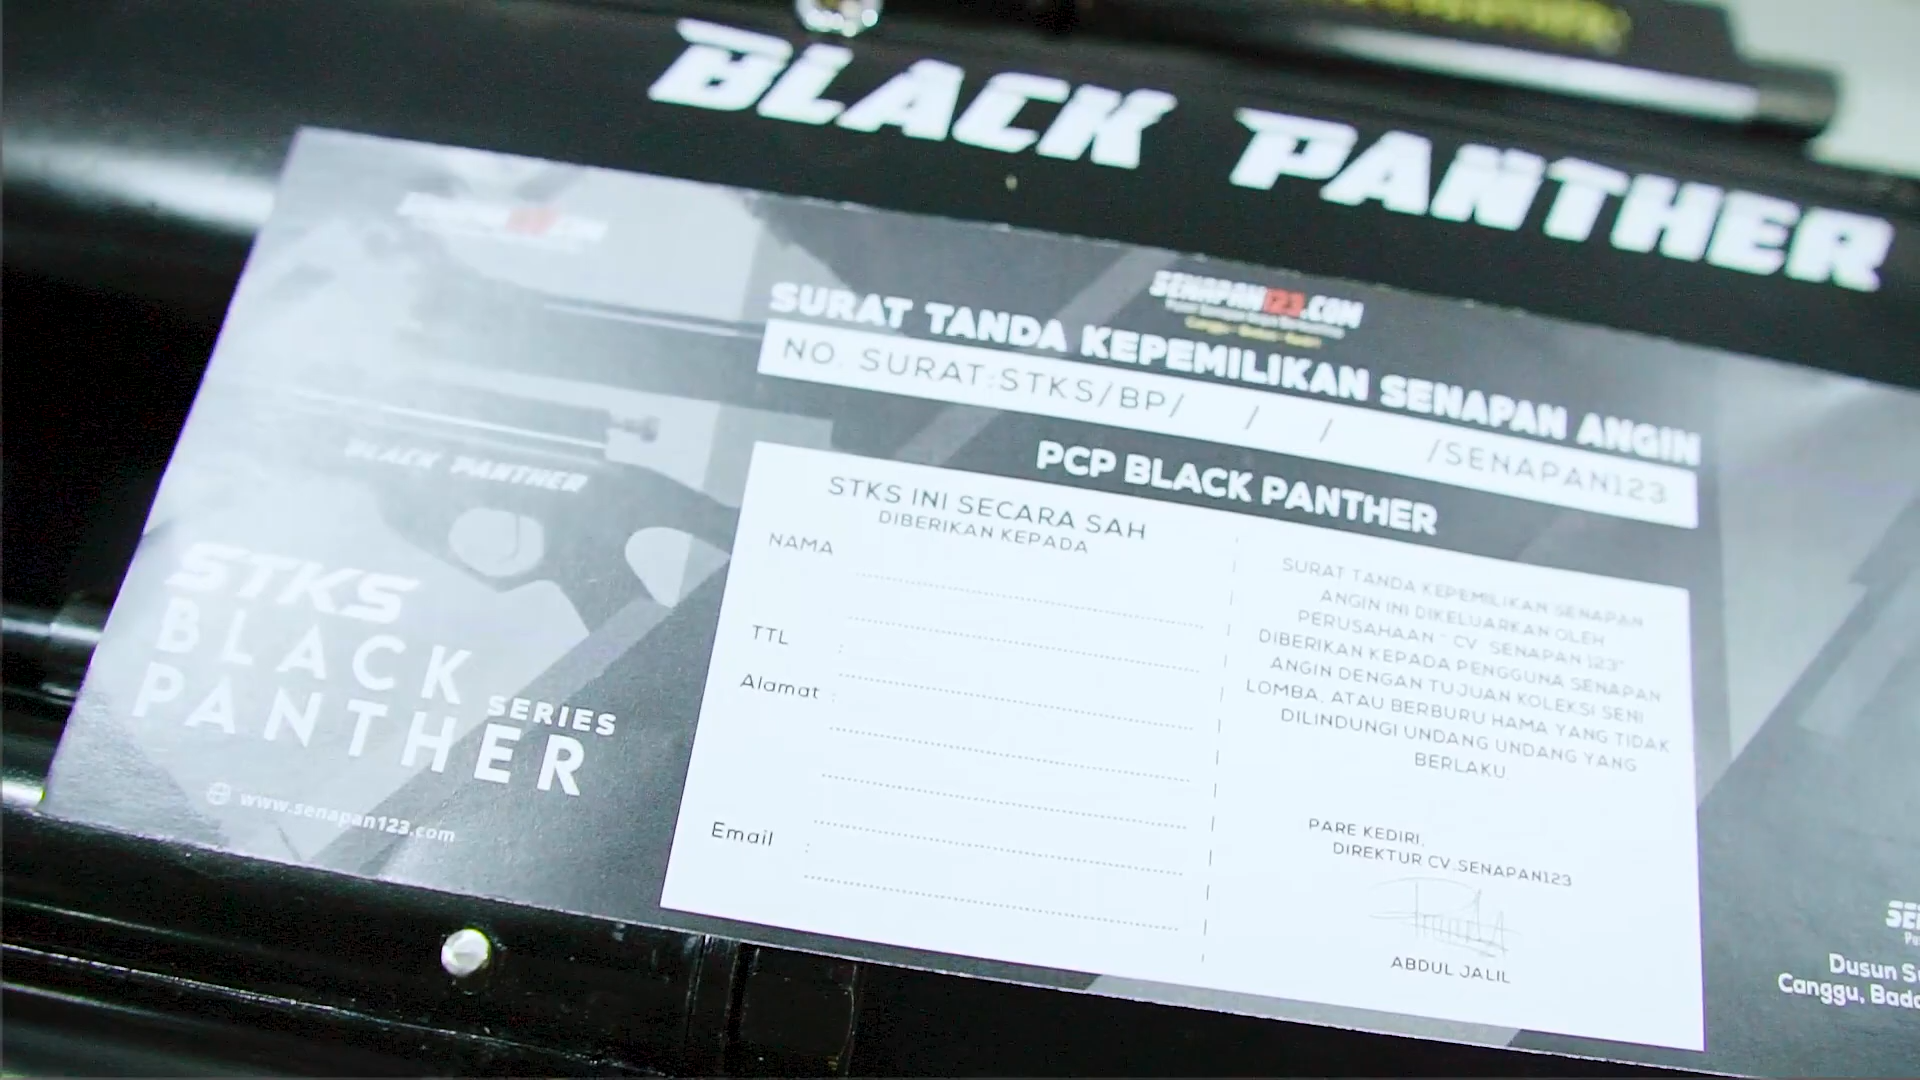 BLACK PANTHER
SENAPAN123.COM
SURAT TANDA KEPEMILIKAN SENAPAN ANGIN
NO. SURAT:STKS/BP/ / / /SENAPAN123
PCP BLACK PANTHER
STKS INI SECARA SAH
DIBERIKAN KEPADA
NAMA
TTL :
Alamat :
Email :
SURAT TANDA KEPEMILIKAN SENAPAN
ANGIN INI DIKELUARKAN OLEH
PERUSAHAAN " CV SENAPAN 123"
DIBERIKAN KEPADA PENGGUNA SENAPAN
ANGIN DENGAN TUJUAN KOLEKSI SENI
LOMBA, ATAU BERBURU HAMA YANG TIDAK
DILINDUNGI UNDANG UNDANG YANG
BERLAKU
PARE KEDIRI,
DIREKTUR CV.SENAPAN123
ABDUL JALIL
BLACK PANTHER
STKS
BLACK
SERIES
PANTHER
www.senapan123.com
Dusun
Canggu,